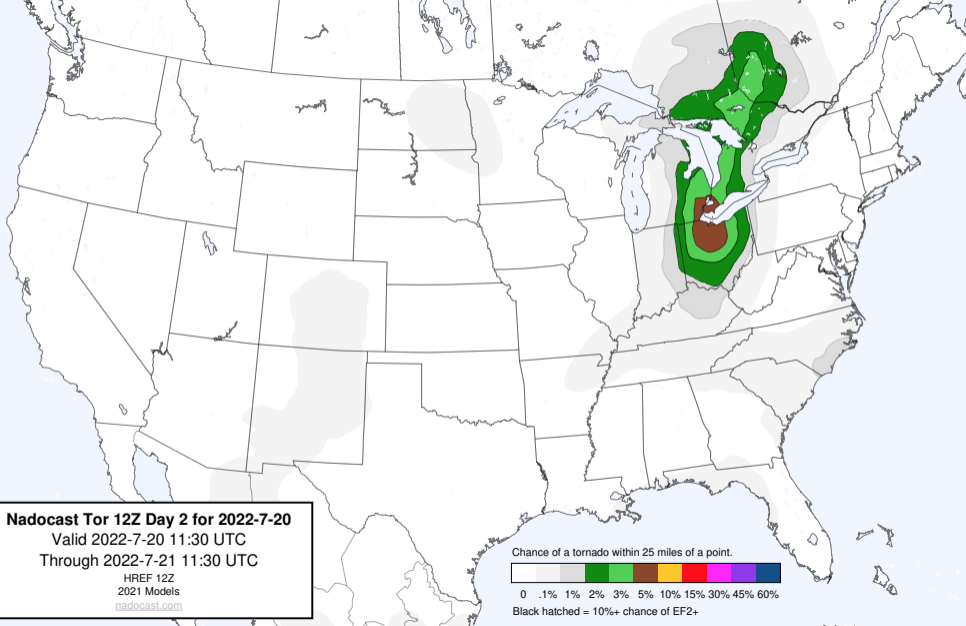 Nadocast Tor 12Z Day 2 for 2022-7-20
Valid 2022-7-20 11:30 UTC
Through 2022-7-21 11:30 UTC
HREF 12Z
2021 Models
nadocast.com
Chance of a tornado within 25 miles of a point.
0 .1% 1% 2% 3% 5% 10% 15% 30% 45% 60%
Black hatched = 10%+ chance of EF2+